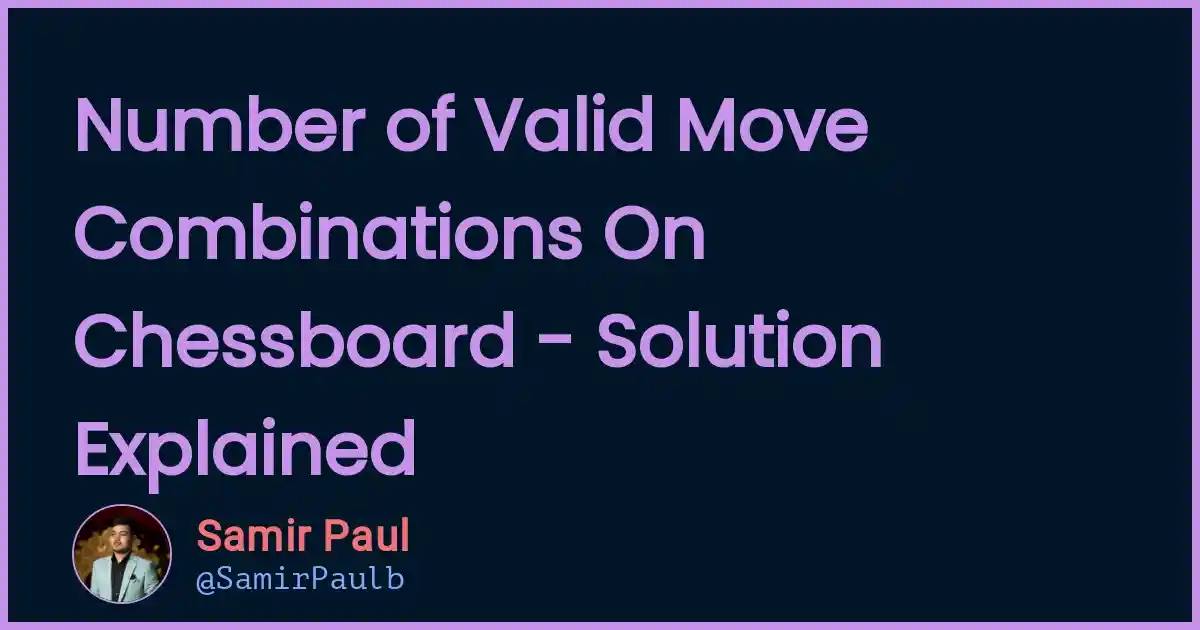 Number of Valid Move
Combinations On
Chessboard - Solution
Explained
Samir Paul
@SamirPaulb